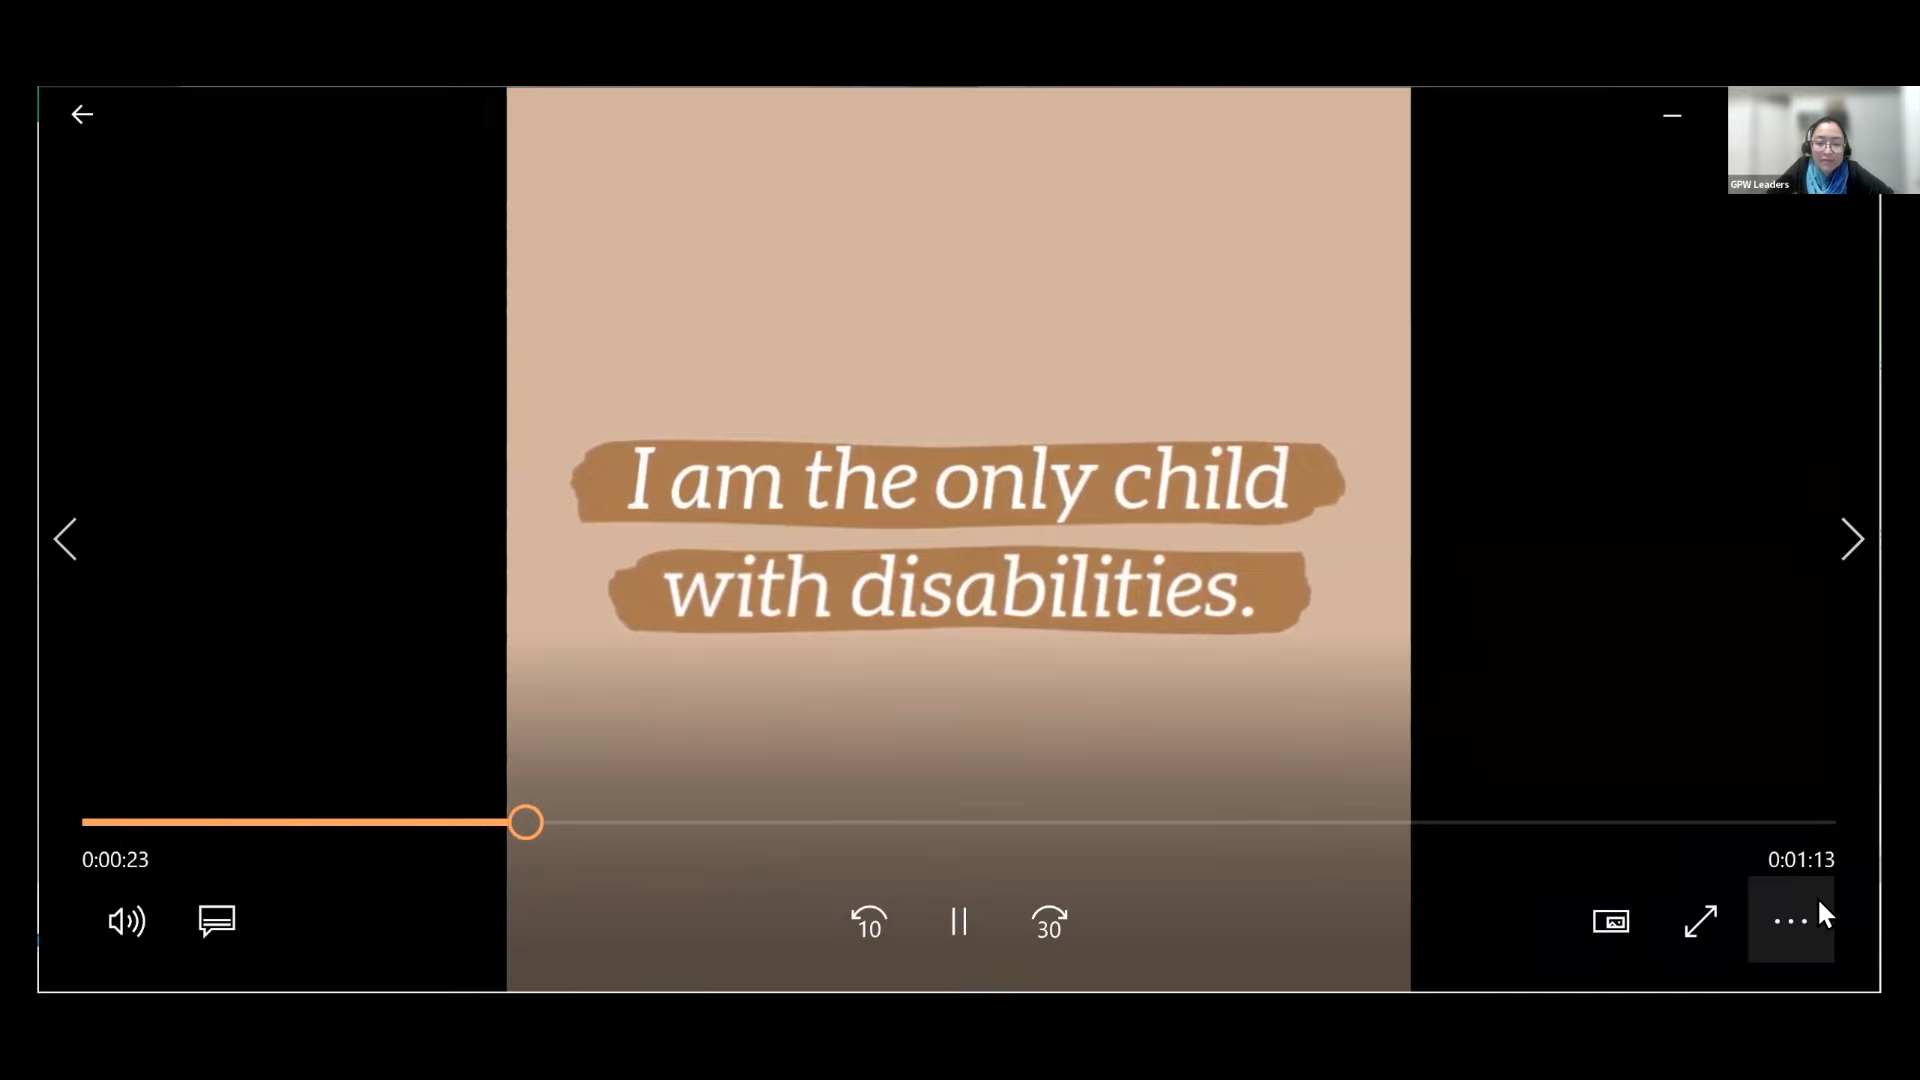 GPW Leaders
I am the only child
with disabilities.
0:00:23
0:01:13
10
30